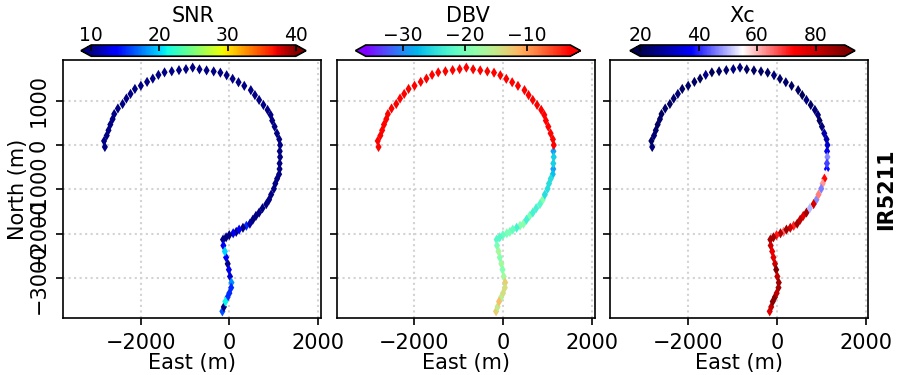 SNR DBV Xc
10 20 30 40 −30 −20 −10 20 40 60 80
North (m)
1000
0
−1000
−2000
−3000
IR5211
−2000 0 2000 −2000 0 2000 −2000 0 2000
East (m) East (m) East (m)